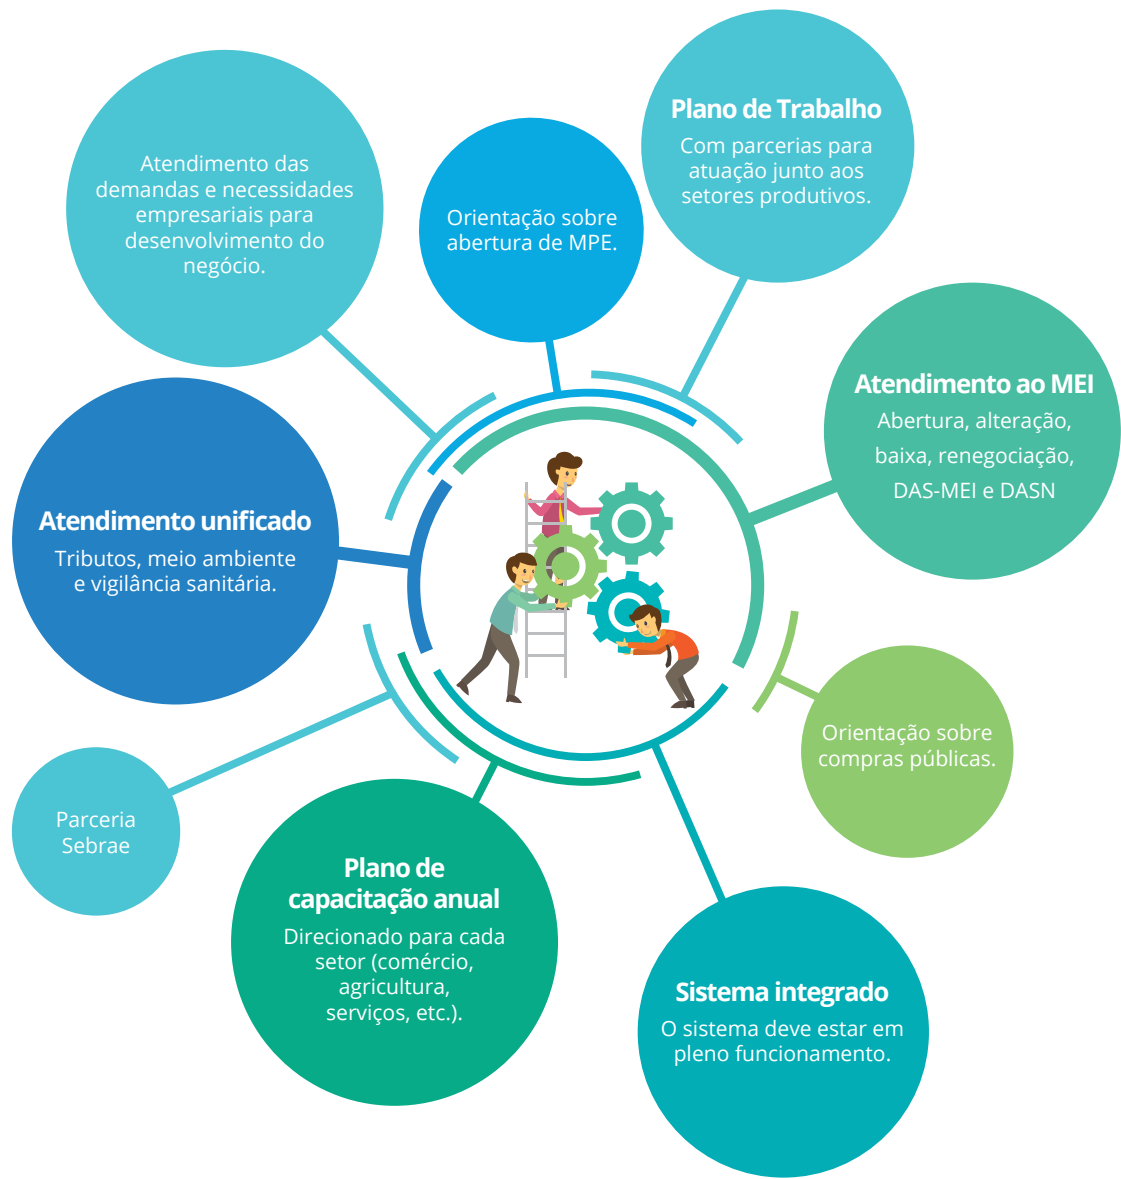 Plano de Trabalho
Com parcerias para
atuação junto aos
setores produtivos.
Atendimento das
demandas e necessidades
empresariais para
desenvolvimento do
negócio.
Orientação sobre
abertura de MPE.
Atendimento ao MEI
Abertura, alteração,
baixa, renegociação,
DAS-MEI e DASN
Atendimento unificado
Tributos, meio ambiente
e vigilância sanitária.
Orientação sobre
compras públicas.
Parceria
Sebrae
Plano de
capacitação anual
Direcionado para cada
setor (comércio,
agricultura,
serviços, etc.).
Sistema integrado
O sistema deve estar em
pleno funcionamento.